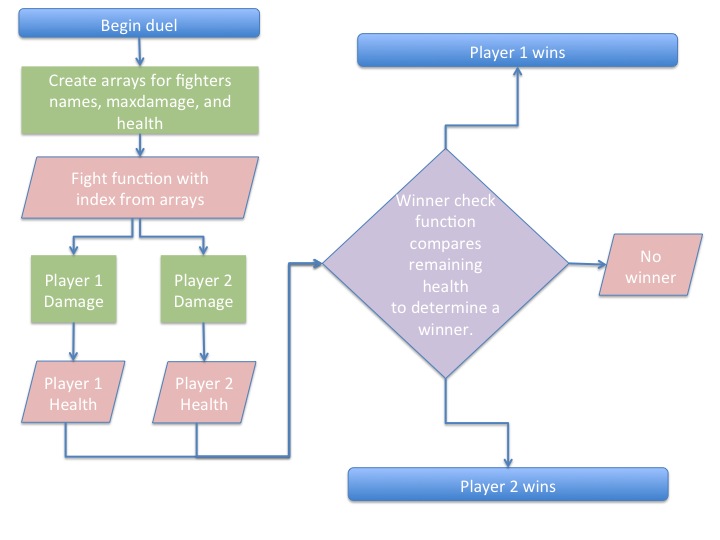 Begin duel
Create arrays for fighters
names, maxdamage, and
health
Fight function with
index from arrays
Player 1
Damage
Player 2
Damage
Player 1
Health
Player 2
Health
Player 1 wins
Winner check
function
compares
remaining
health
to determine a
winner.
No
winner
Player 2 wins